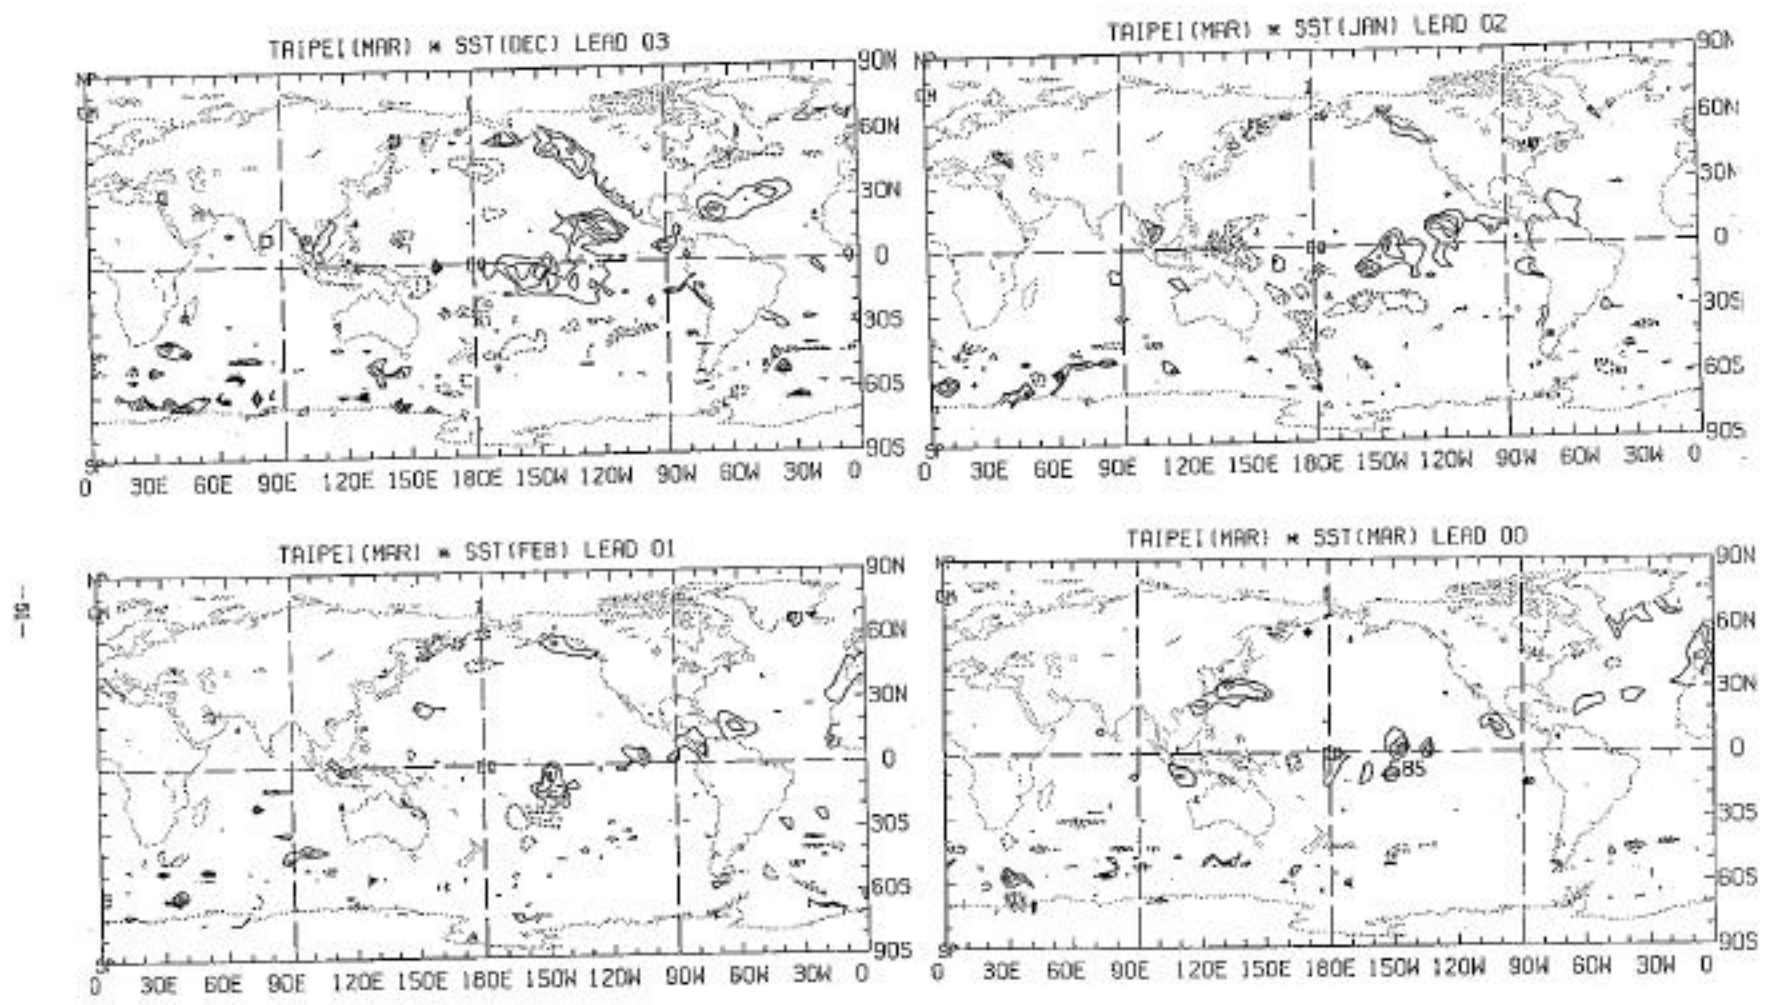 TAIPEI(MAR) * SST(DEC) LEAD 03
90N
60N
30N
0
30S
60S
90S
0 30E 60E 90E 120E 150E 180E 150W 120W 90W 60W 30W 0
TAIPEI(MAR) * SST(JAN) LEAD 02
90N
60N
30N
0
30S
60S
90S
0 30E 60E 90E 120E 150E 180E 150W 120W 90W 60W 30W 0
TAIPEI(MAR) * SST(FEB) LEAD 01
90N
60N
30N
0
30S
60S
90S
0 30E 60E 90E 120E 150E 180E 150W 120W 90W 60W 30W 0
TAIPEI(MAR) * SST(MAR) LEAD 00
GM
EQ
85
90N
60N
30N
0
30S
60S
90S
SP
0 30E 60E 90E 120E 150E 180E 150W 120W 90W 60W 30W 0